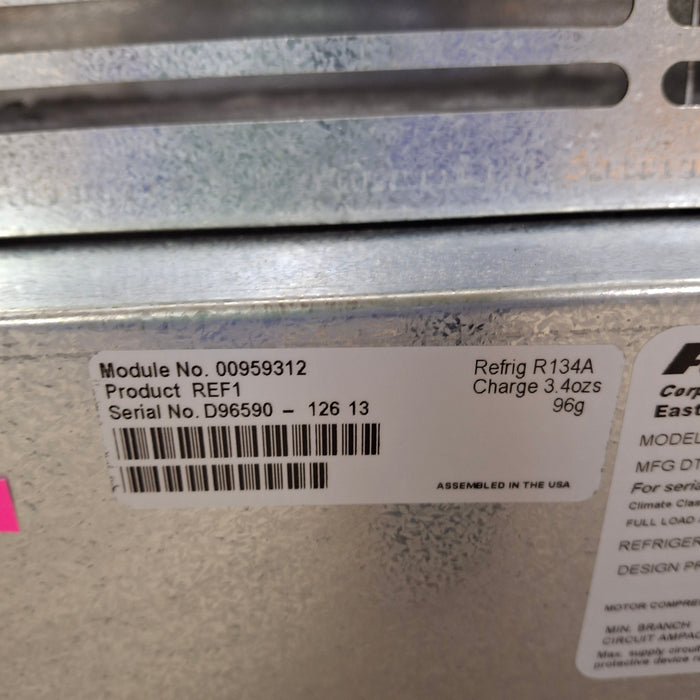 Module No. 00959312
Product REF1
Serial No. D96590 – 126 13
Refrig R134A
Charge 3.4ozs
96g
ASSEMBLED IN THE USA
Corp
East
MODEL
MFG DT
For seria
Climate Clas
FULL LOAD
REFRIGER
DESIGN PR
MOTOR COMPRE
MIN. BRANCH
CIRCUIT AMPAC
Max. supply circui
protective device r